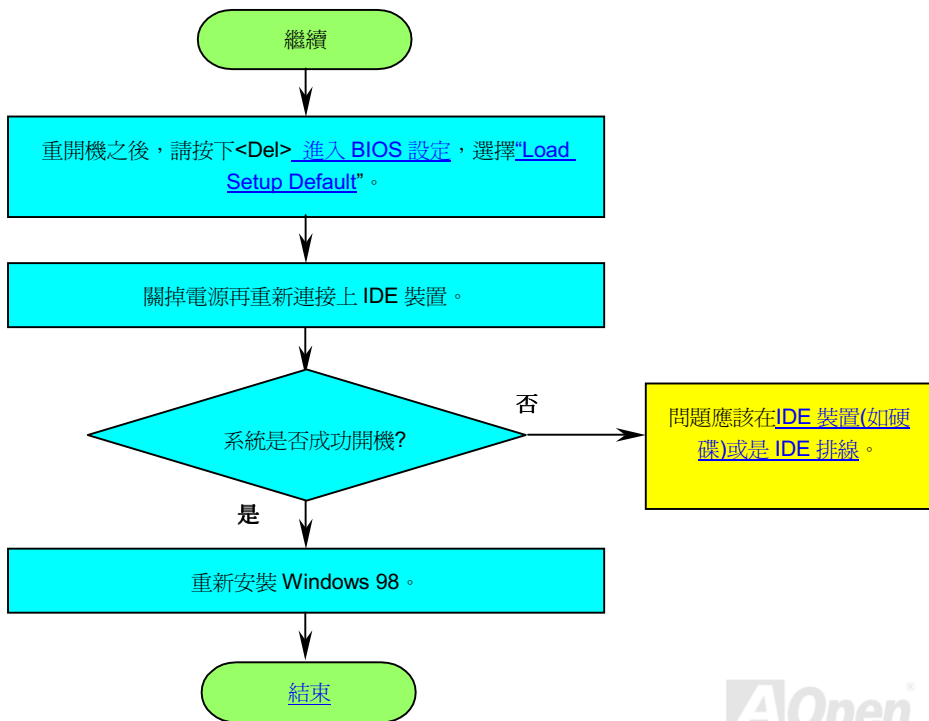 繼續
重開機之後,請按下<Del> 進入 BIOS 設定,選擇“Load
Setup Default”。
關掉電源再重新連接上 IDE 裝置。
系統是否成功開機?
否
問題應該在IDE 裝置(如硬
碟)或是 IDE 排線。
是
重新安裝 Windows 98。
結束
AOpen®